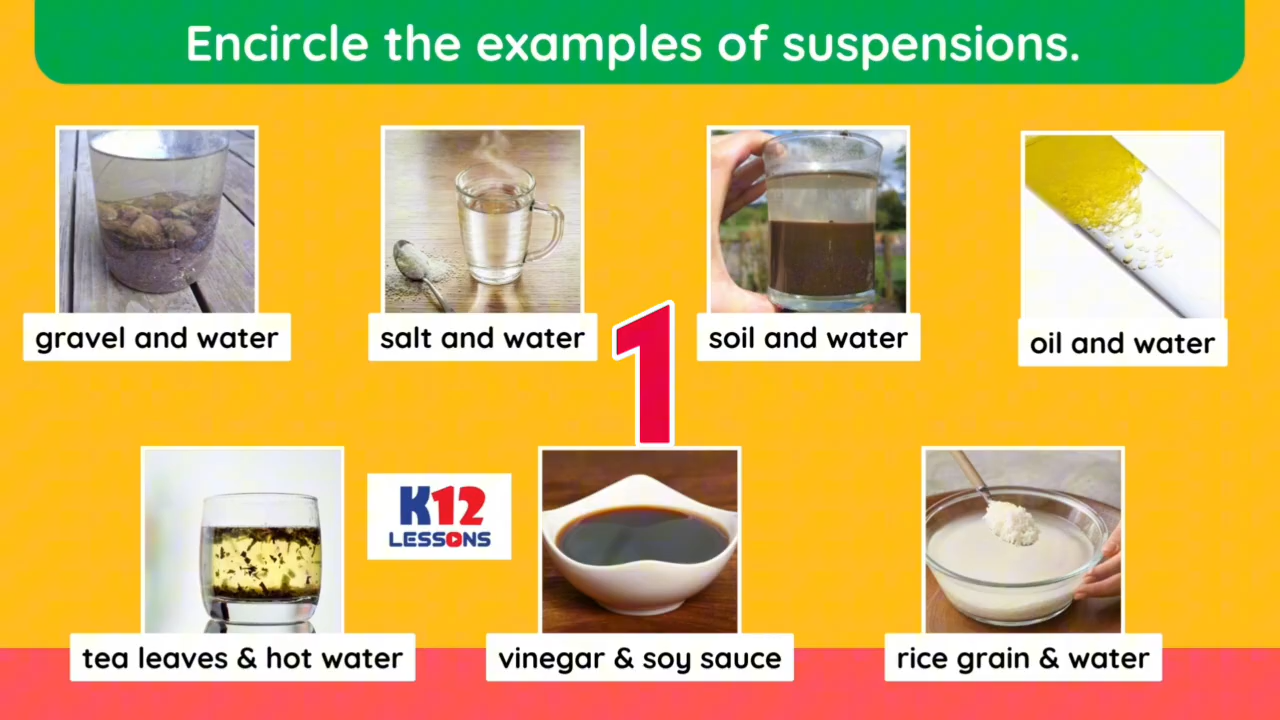 Encircle the examples of suspensions.
gravel and water
salt and water
soil and water
oil and water
1
K12
LESSONS
tea leaves & hot water
vinegar & soy sauce
rice grain & water